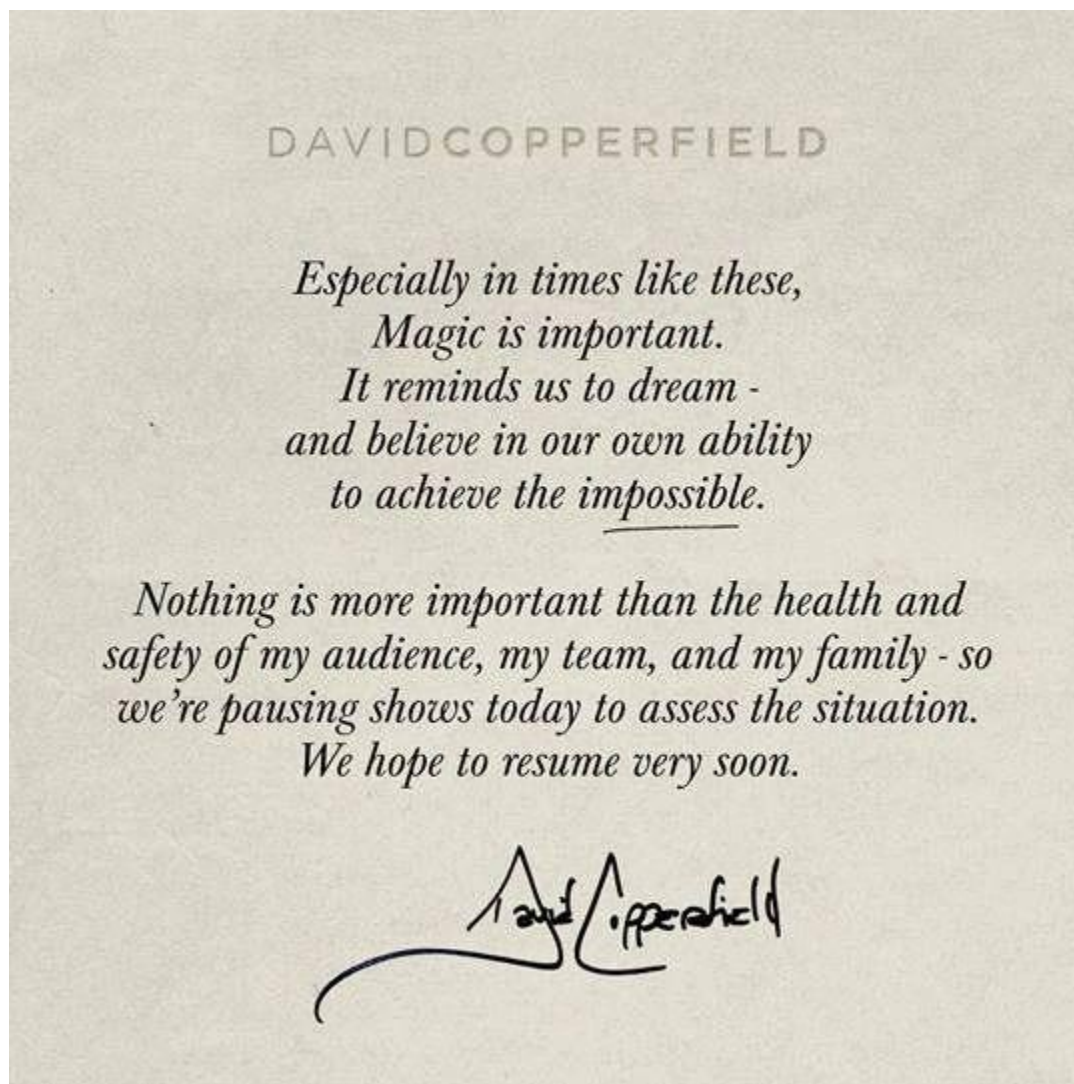 DAVIDCOPPERFIELD
Especially in times like these,
Magic is important.
It reminds us to dream -
and believe in our own ability
to achieve the impossible.
Nothing is more important than the health and
safety of my audience, my team, and my family - so
we're pausing shows today to assess the situation.
We hope to resume very soon.
David Copperfield